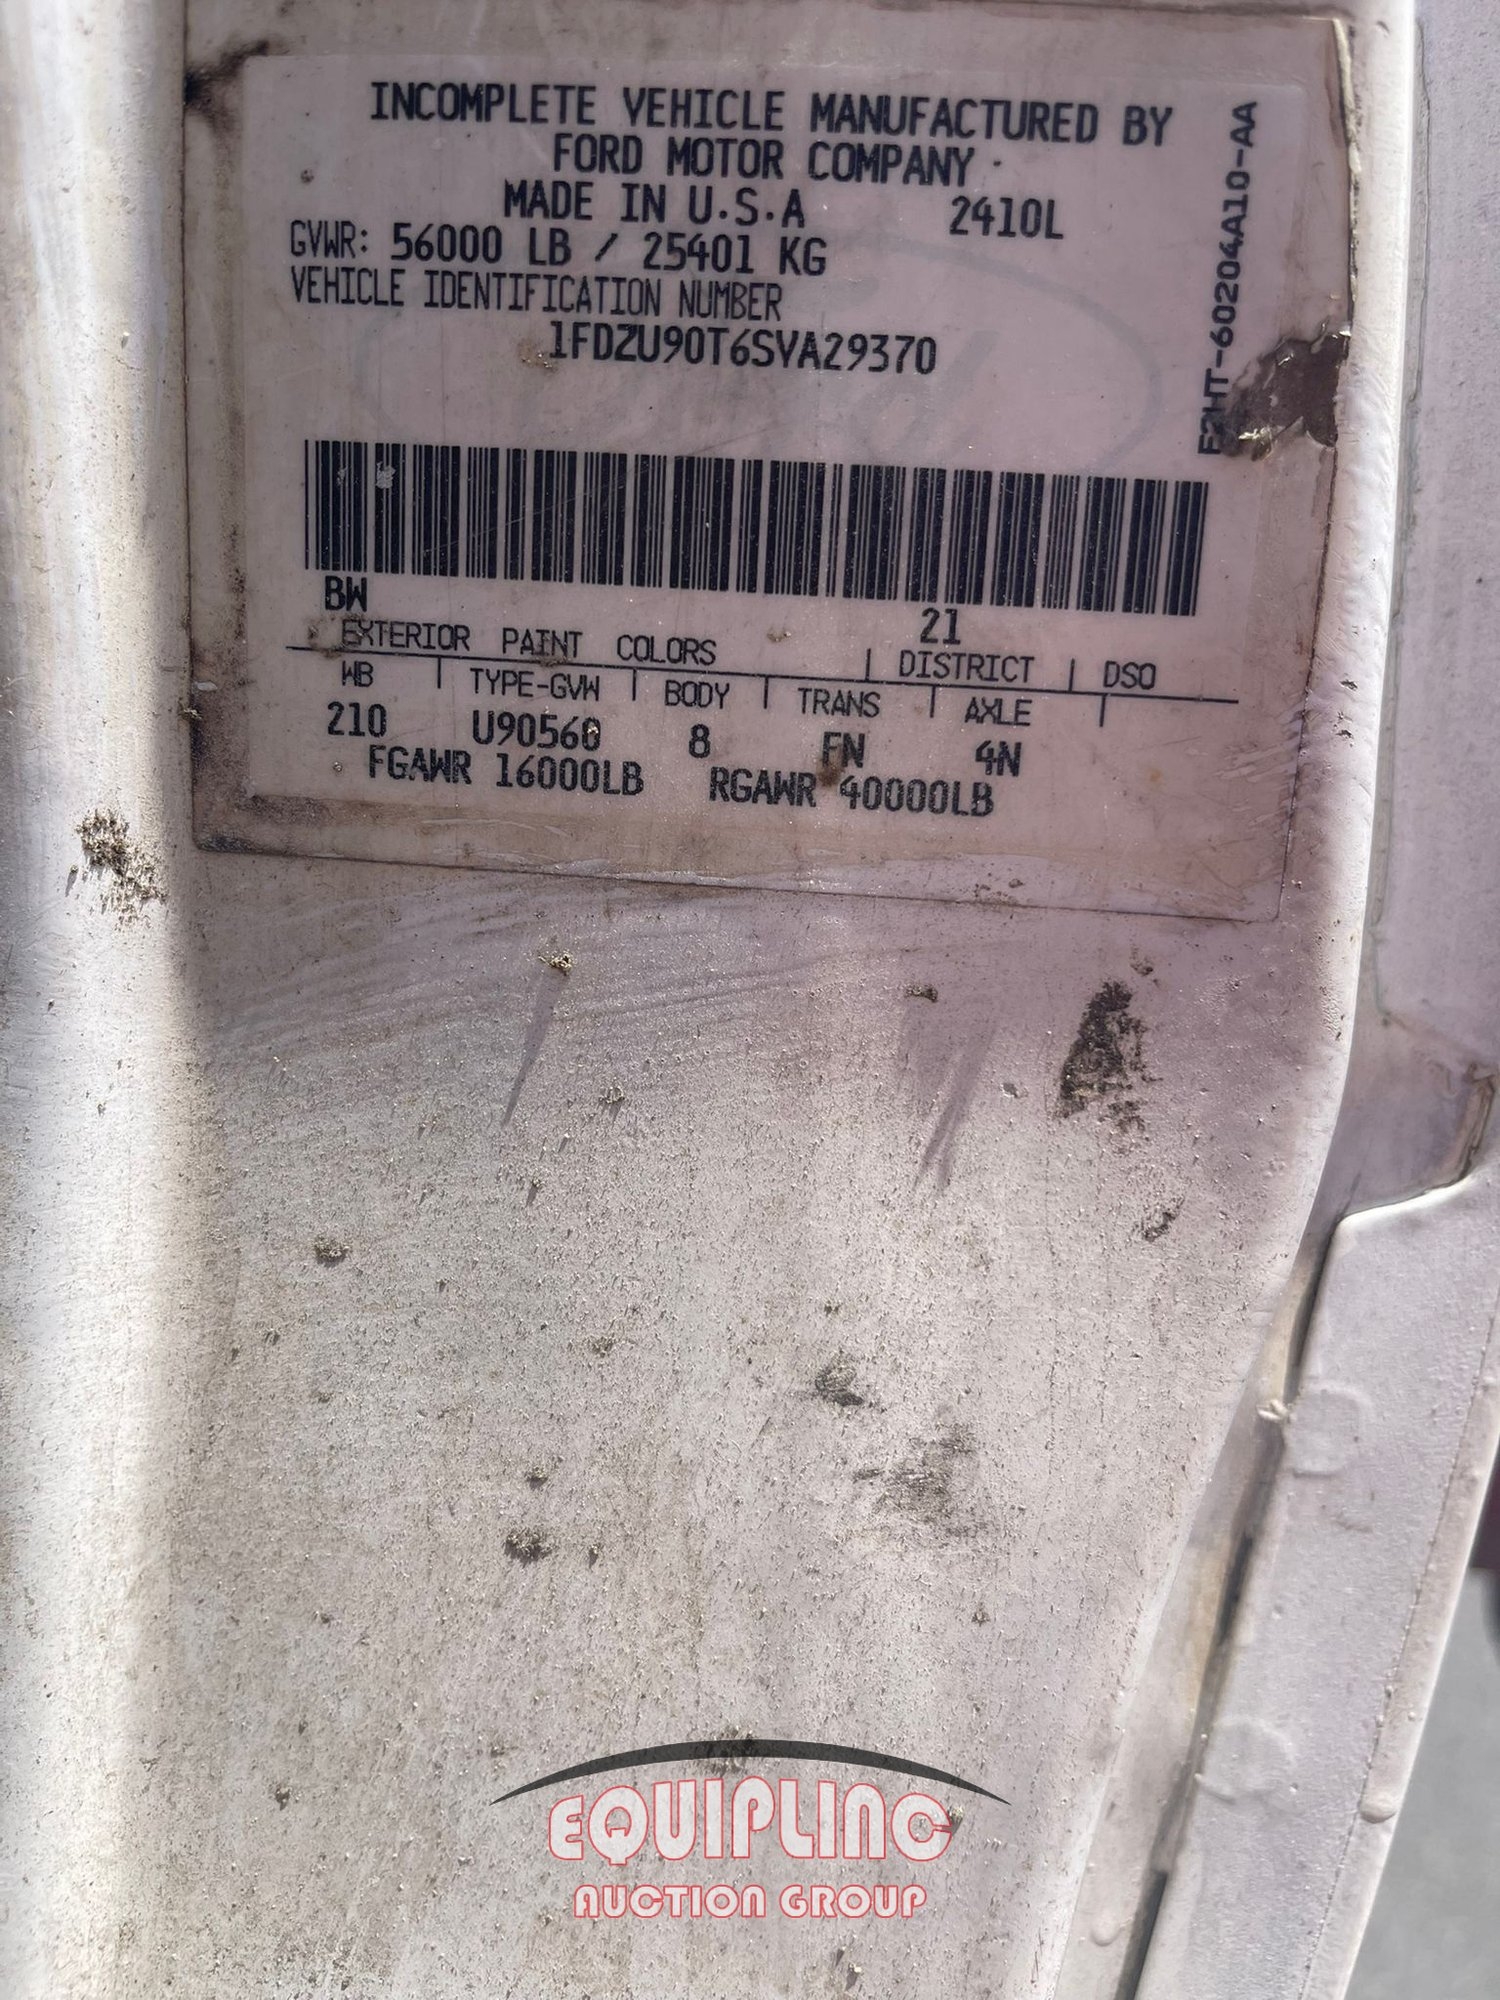 INCOMPLETE VEHICLE MANUFACTURED BY
FORD MOTOR COMPANY
MADE IN U.S.A 2410L
GVWR: 56000 LB / 25401 KG
VEHICLE IDENTIFICATION NUMBER
1FDZU90T6SVA29370
F2HT-60204A10-AA
BW 21
EXTERIOR PAINT COLORS DISTRICT DSO
WB TYPE-GVW BODY TRANS AXLE
210 U90560 8 FN 4N
FGAWR 16000LB RGAWR 40000LB
EQUIPLINC
AUCTION GROUP